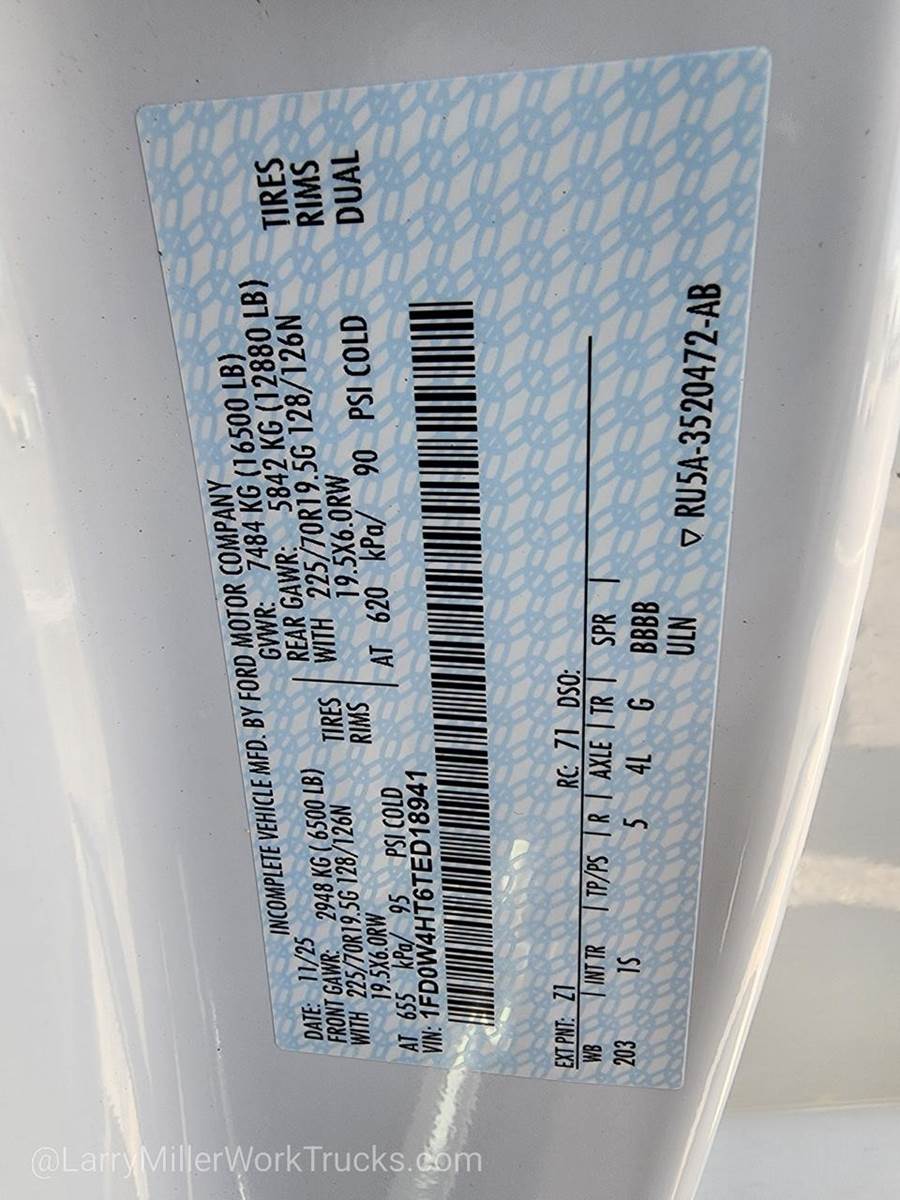 INCOMPLETE VEHICLE MFD. BY FORD MOTOR COMPANY
DATE: 11/25 GVWR: 7484 KG (16500 LB)
FRONT GAWR: 2948 KG (6500 LB) REAR GAWR: 5842 KG (12880 LB)
WITH 225/70R19.5G 128/126N TIRES WITH 225/70R19.5G 128/126N TIRES
19.5X6.0RW RIMS 19.5X6.0RW RIMS
AT 655 kPa/ 95 PSI COLD AT 620 kPa/ 90 PSI COLD DUAL
VIN: 1FD0W4HT6TED18941
EXT PNT: Z1 RC: 71 DSO:
WB | INT TR | TP/PS | R | AXLE | TR | SPR |
203 1S 5 4L G BBBB
ULN
▽ RU5A-3520472-AB
@LarryMillerWorkTrucks.com